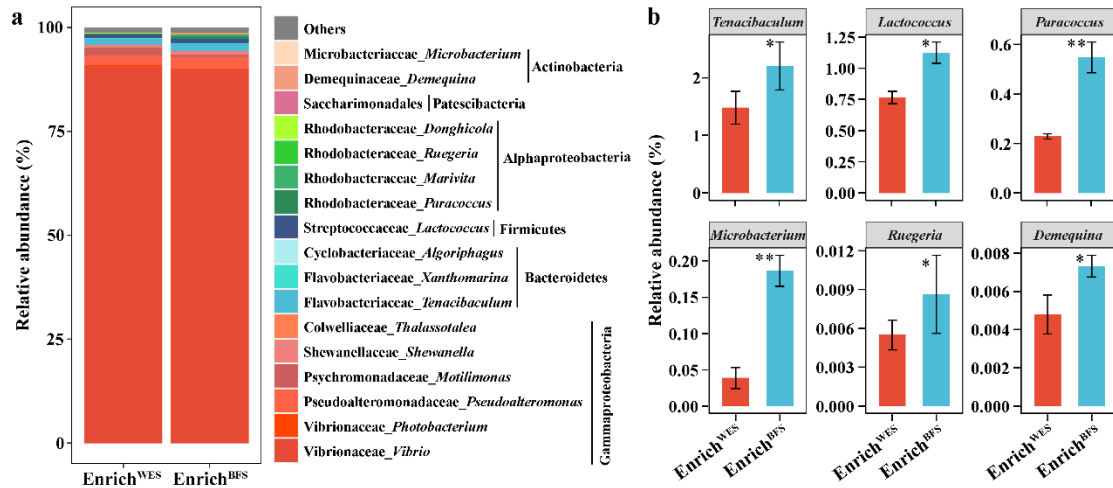 a
Relative abundance (%)
100
75
50
25
0
Enrich^WES
Enrich^BFS
Others
Microbacteriaceae_Microbacterium
Demequinaceae_Demequina
Actinobacteria
Saccharimonadales
Patescibacteria
Rhodobacteraceae_Donghicola
Rhodobacteraceae_Ruegeria
Rhodobacteraceae_Marivita
Rhodobacteraceae_Paracoccus
Alphaproteobacteria
Streptococcaceae_Lactococcus
Firmicutes
Cyclobacteriaceae_Algoriphagus
Flavobacteriaceae_Xanthomarina
Flavobacteriaceae_Tenacibaculum
Bacteroidetes
Colwelliaceae_Thalassotalea
Shewanellaceae_Shewanella
Psychromonadaceae_Motilimonas
Pseudoalteromonadaceae_Pseudoalteromonas
Vibrionaceae_Photobacterium
Vibrionaceae_Vibrio
Gammaproteobacteria
b
Relative abundance (%)
Tenacibaculum
*
2
1
0
Lactococcus
*
1.25
1.00
0.75
0.50
0.25
0.00
Paracoccus
**
0.6
0.4
0.2
0.0
Microbacterium
**
0.20
0.15
0.10
0.05
0.00
Enrich^WES
Enrich^BFS
Ruegeria
*
0.012
0.009
0.006
0.003
0.000
Enrich^WES
Enrich^BFS
Demequina
*
0.008
0.006
0.004
0.002
0.000
Enrich^WES
Enrich^BFS